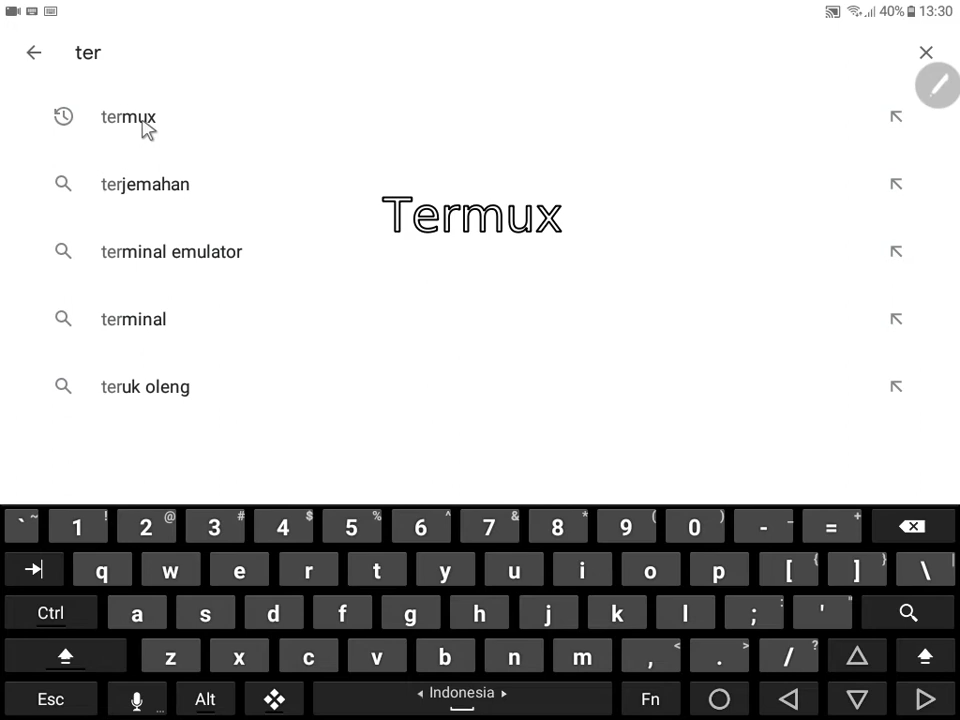 40% 13:30
ter
termux
terjemahan
Termux
terminal emulator
terminal
teruk oleng
` ~ 1 ! 2 @ 3 # 4 $ 5 % 6 ^ 7 & 8 * 9 ( 0 ) - _ = +
q w e r t y u i o p [ { ] } \ |
Ctrl a s d f g h j k l ; : ' "
z x c v b n m , < . > / ?
Esc ... Alt Indonesia Fn